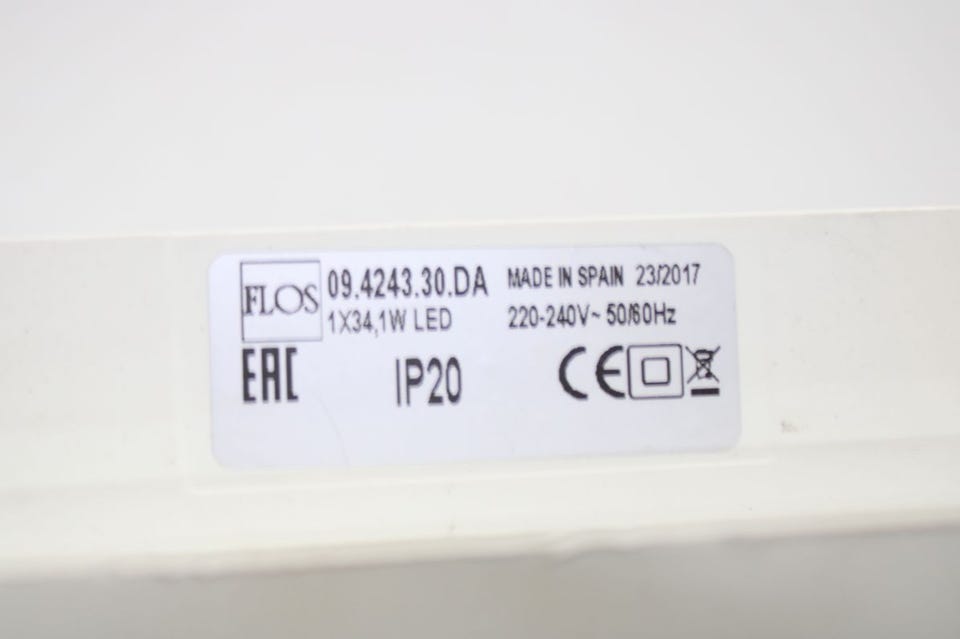 FLOS
09.4243.30.DA MADE IN SPAIN 23/2017
1X34,1W LED 220-240V~ 50/60Hz
EAC IP20 CE